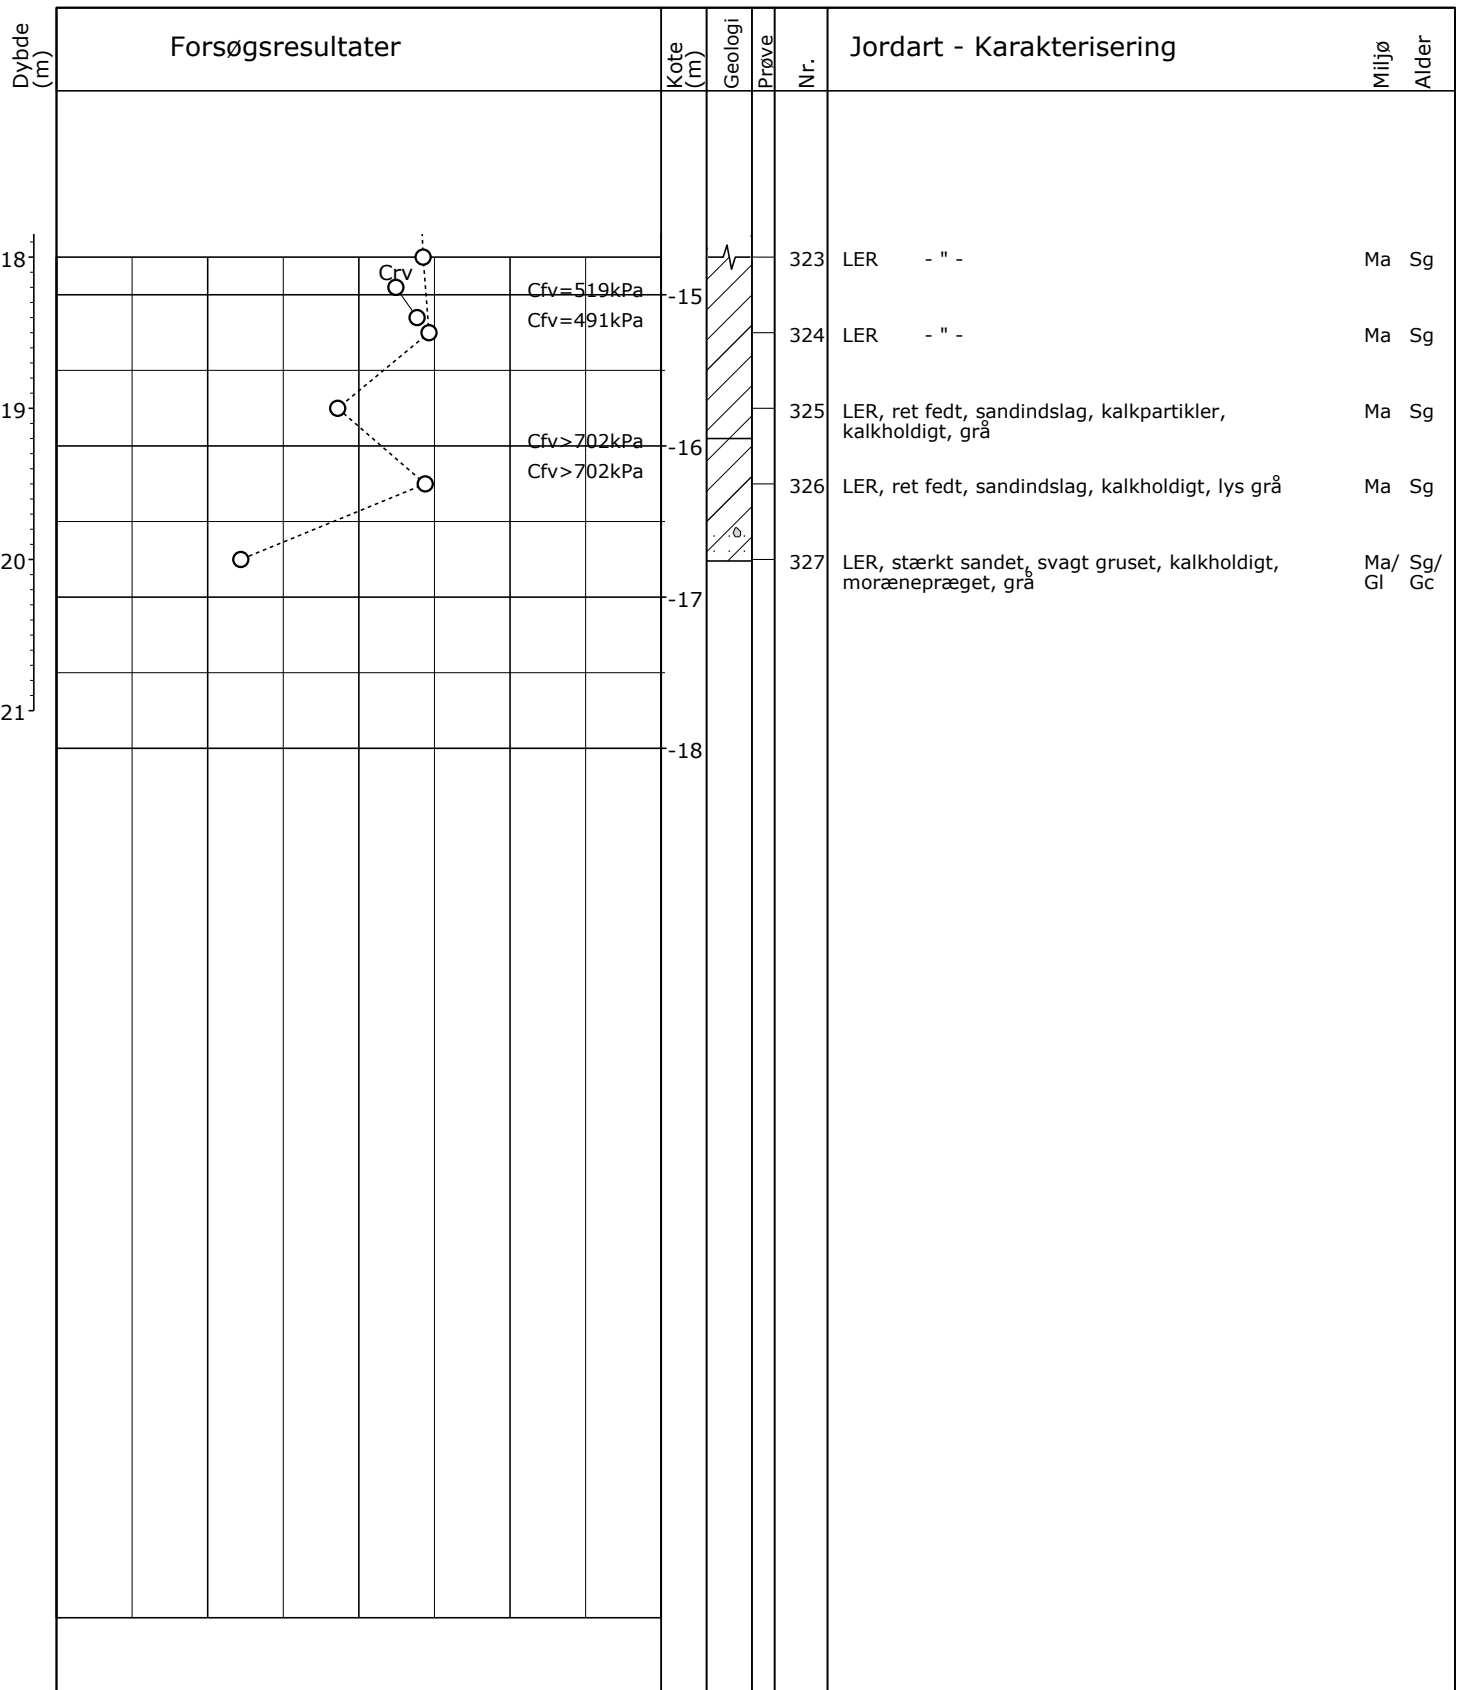 Dybde
(m)
Forsøgsresultater
Kote
(m)
Geologi
Prøve
Nr.
Jordart - Karakterisering
Miljø
Alder
18
323 LER - " - Ma Sg
Crv
Cfv=519kPa
-15
Cfv=491kPa
324 LER - " - Ma Sg
19
325 LER, ret fedt, sandindslag, kalkpartikler, Ma Sg
kalkholdigt, grå
Cfv>702kPa
-16
Cfv>702kPa
326 LER, ret fedt, sandindslag, kalkholdigt, lys grå Ma Sg
20
327 LER, stærkt sandet, svagt gruset, kalkholdigt, Ma/ Sg/
morænepræget, grå Gl Gc
-17
21
-18